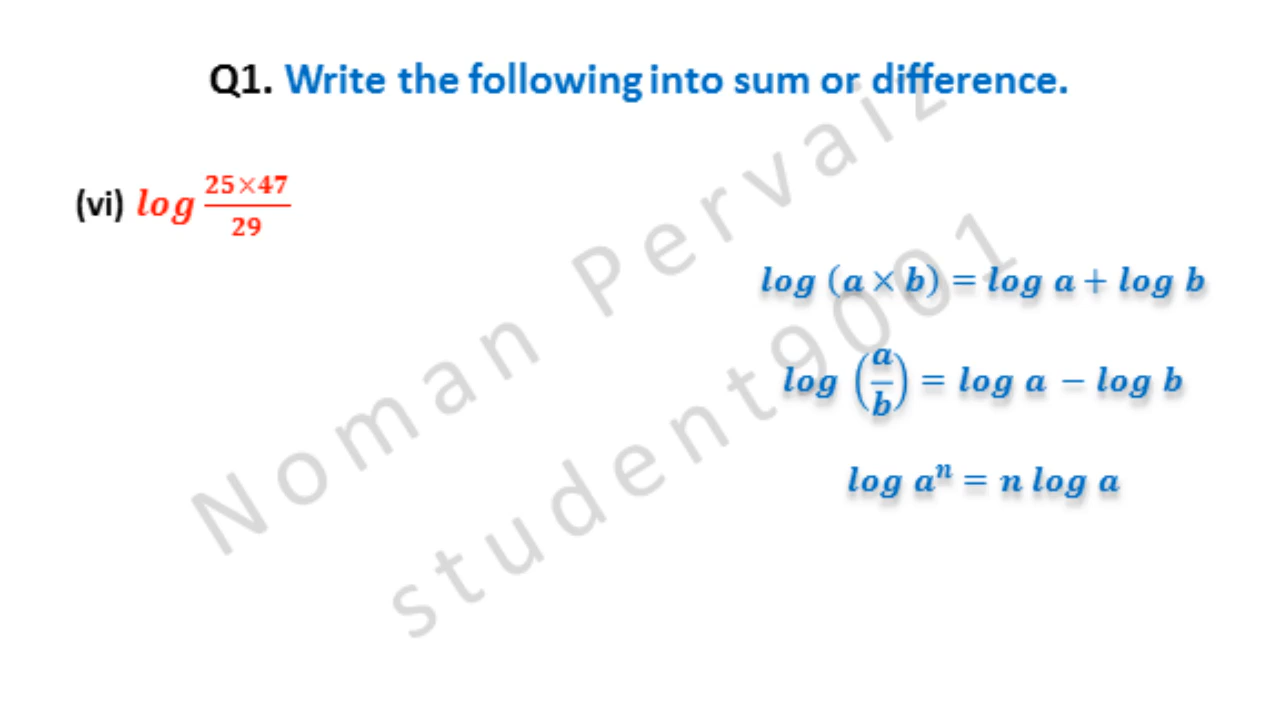 Q1. Write the following into sum or difference.
(vi) log 25×47/29
log (a × b) = log a + log b
log (a/b) = log a − log b
log aⁿ = n log a
Noman Pervaiz
student9001